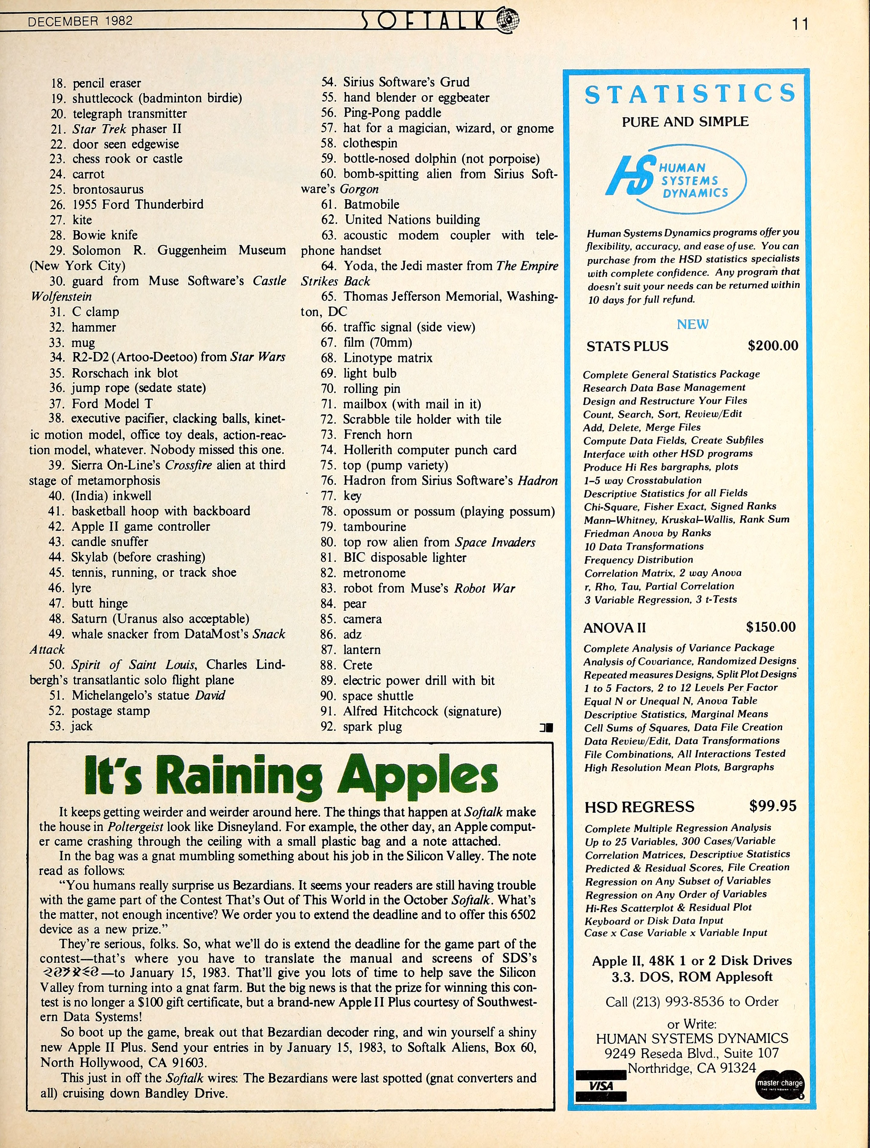 DECEMBER 1982
SOFTALK
11
18. pencil eraser
19. shuttlecock (badminton birdie)
20. telegraph transmitter
21. Star Trek phaser II
22. door seen edgewise
23. chess rook or castle
24. carrot
25. brontosaurus
26. 1955 Ford Thunderbird
27. kite
28. Bowie knife
29. Solomon R. Guggenheim Museum
(New York City)
30. guard from Muse Software's Castle
Wolfenstein
31. C clamp
32. hammer
33. mug
34. R2-D2 (Artoo-Deetoo) from Star Wars
35. Rorschach ink blot
36. jump rope (sedate state)
37. Ford Model T
38. executive pacifier, clacking balls, kinet-
ic motion model, office toy deals, action-reac-
tion model, whatever. Nobody missed this one.
39. Sierra On-Line's Crossfire alien at third
stage of metamorphosis
40. (India) inkwell
41. basketball hoop with backboard
42. Apple II game controller
43. candle snuffer
44. Skylab (before crashing)
45. tennis, running, or track shoe
46. lyre
47. butt hinge
48. Saturn (Uranus also acceptable)
49. whale snacker from DataMost's Snack
Attack
50. Spirit of Saint Louis, Charles Lind-
bergh's transatlantic solo flight plane
51. Michelangelo's statue David
52. postage stamp
53. jack
54. Sirius Software's Grud
55. hand blender or eggbeater
56. Ping-Pong paddle
57. hat for a magician, wizard, or gnome
58. clothespin
59. bottle-nosed dolphin (not porpoise)
60. bomb-spitting alien from Sirius Soft-
ware's Gorgon
61. Batmobile
62. United Nations building
63. acoustic modem coupler with tele-
phone handset
64. Yoda, the Jedi master from The Empire
Strikes Back
65. Thomas Jefferson Memorial, Washing-
ton, DC
66. traffic signal (side view)
67. film (70mm)
68. Linotype matrix
69. light bulb
70. rolling pin
71. mailbox (with mail in it)
72. Scrabble tile holder with tile
73. French horn
74. Hollerith computer punch card
75. top (pump variety)
76. Hadron from Sirius Software's Hadron
77. key
78. opossum or possum (playing possum)
79. tambourine
80. top row alien from Space Invaders
81. BIC disposable lighter
82. metronome
83. robot from Muse's Robot War
84. pear
85. camera
86. adz
87. lantern
88. Crete
89. electric power drill with bit
90. space shuttle
91. Alfred Hitchcock (signature)
92. spark plug
It's Raining Apples
It keeps getting weirder and weirder around here. The things that happen at Softalk make
the house in Poltergeist look like Disneyland. For example, the other day, an Apple comput-
er came crashing through the ceiling with a small plastic bag and a note attached.
In the bag was a gnat mumbling something about his job in the Silicon Valley. The note
read as follows:
"You humans really surprise us Bezardians. It seems your readers are still having trouble
with the game part of the Contest That's Out of This World in the October Softalk. What's
the matter, not enough incentive? We order you to extend the deadline and to offer this 6502
device as a new prize."
They're serious, folks. So, what we'll do is extend the deadline for the game part of the
contest—that's where you have to translate the manual and screens of SDS's
—to January 15, 1983. That'll give you lots of time to help save the Silicon
Valley from turning into a gnat farm. But the big news is that the prize for winning this con-
test is no longer a $100 gift certificate, but a brand-new Apple II Plus courtesy of Southwest-
ern Data Systems!
So boot up the game, break out that Bezardian decoder ring, and win yourself a shiny
new Apple II Plus. Send your entries in by January 15, 1983, to Softalk Aliens, Box 60,
North Hollywood, CA 91603.
This just in off the Softalk wires: The Bezardians were last spotted (gnat converters and
all) cruising down Bandley Drive.
STATISTICS
PURE AND SIMPLE
HS HUMAN
SYSTEMS
DYNAMICS
Human Systems Dynamics programs offer you
flexibility, accuracy, and ease of use. You can
purchase from the HSD statistics specialists
with complete confidence. Any program that
doesn't suit your needs can be returned within
10 days for full refund.
NEW
STATS PLUS $200.00
Complete General Statistics Package
Research Data Base Management
Design and Restructure Your Files
Count, Search, Sort, Review/Edit
Add, Delete, Merge Files
Compute Data Fields, Create Subfiles
Interface with other HSD programs
Produce Hi Res bargraphs, plots
1-5 way Crosstabulation
Descriptive Statistics for all Fields
Chi-Square, Fisher Exact, Signed Ranks
Mann-Whitney, Kruskal-Wallis, Rank Sum
Friedman Anova by Ranks
10 Data Transformations
Frequency Distribution
Correlation Matrix, 2 way Anova
r, Rho, Tau, Partial Correlation
3 Variable Regression, 3 t-Tests
ANOVA II $150.00
Complete Analysis of Variance Package
Analysis of Covariance, Randomized Designs
Repeated measures Designs, Split Plot Designs
1 to 5 Factors, 2 to 12 Levels Per Factor
Equal N or Unequal N, Anova Table
Descriptive Statistics, Marginal Means
Cell Sums of Squares, Data File Creation
Data Review/Edit, Data Transformations
File Combinations, All Interactions Tested
High Resolution Mean Plots, Bargraphs
HSD REGRESS $99.95
Complete Multiple Regression Analysis
Up to 25 Variables, 300 Cases/Variable
Correlation Matrices, Descriptive Statistics
Predicted & Residual Scores, File Creation
Regression on Any Subset of Variables
Regression on Any Order of Variables
Hi-Res Scatterplot & Residual Plot
Keyboard or Disk Data Input
Case x Case Variable x Variable Input
Apple II, 48K 1 or 2 Disk Drives
3.3. DOS, ROM Applesoft
Call (213) 993-8536 to Order
or Write:
HUMAN SYSTEMS DYNAMICS
9249 Reseda Blvd., Suite 107
Northridge, CA 91324
VISA
master charge